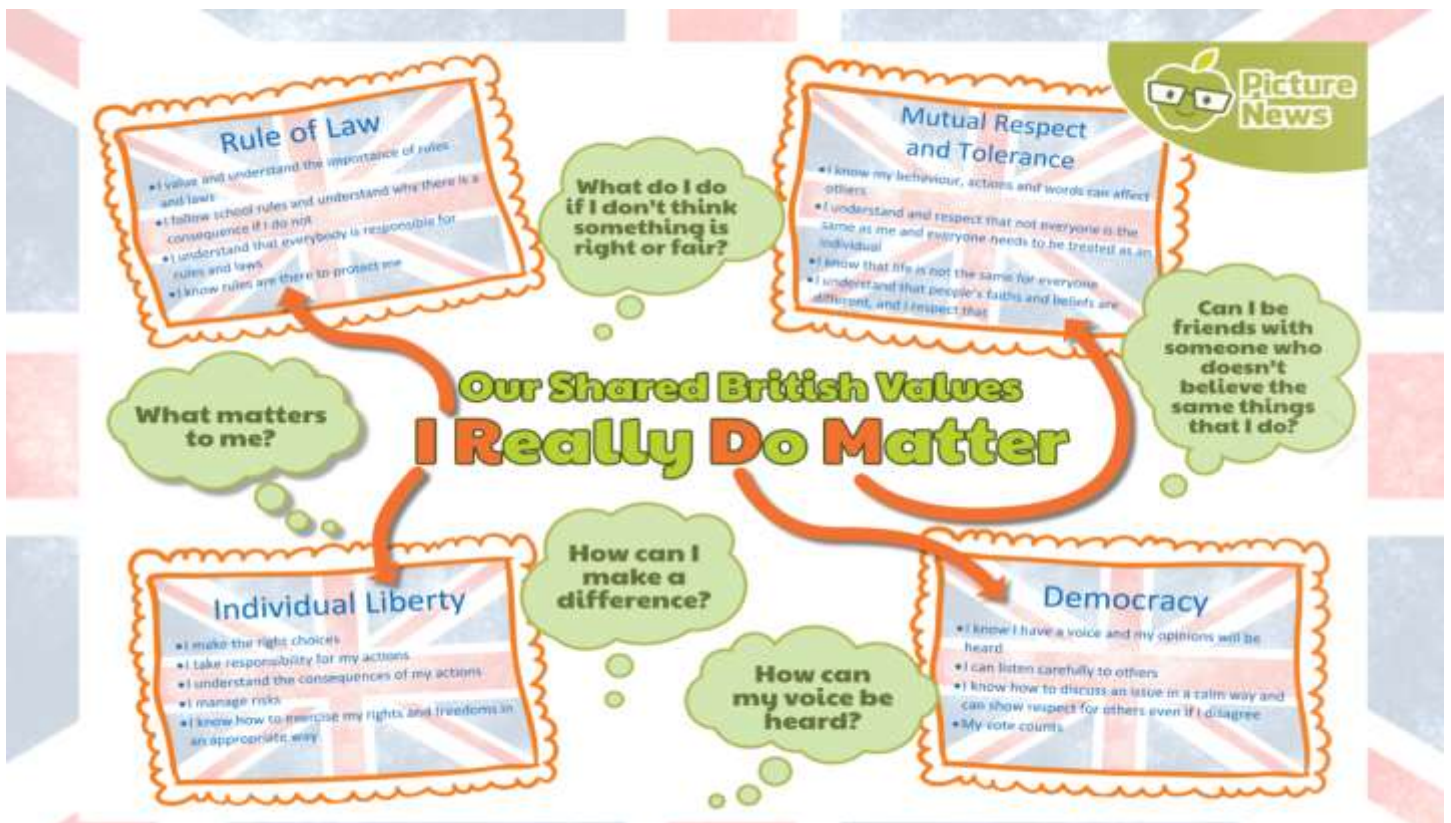 Picture
News
Rule of Law
•I value and understand the importance of rules
and laws
•I follow school rules and understand why there is a
consequence if I do not
•I understand that everybody is responsible for
rules and laws
•I know rules are there to protect me
What do I do
if I don't think
something is
right or fair?
Mutual Respect
and Tolerance
•I know my behaviour, actions and words can affect
others
•I understand and respect that not everyone is the
same as me and everyone needs to be treated as an
individual
•I know that life is not the same for everyone
•I understand that people's faiths and beliefs are
different, and I respect that
Can I be
friends with
someone who
doesn't
believe the
same things
that I do?
What matters
to me?
Our Shared British Values
I Really Do Matter
Individual Liberty
•I make the right choices
•I take responsibility for my actions
•I understand the consequences of my actions
•I manage risks
•I know how to exercise my rights and freedoms in
an appropriate way
How can I
make a
difference?
How can
my voice be
heard?
Democracy
•I know I have a voice and my opinions will be
heard
•I can listen carefully to others
•I know how to discuss an issue in a calm way and
can show respect for others even if I disagree
•My vote counts